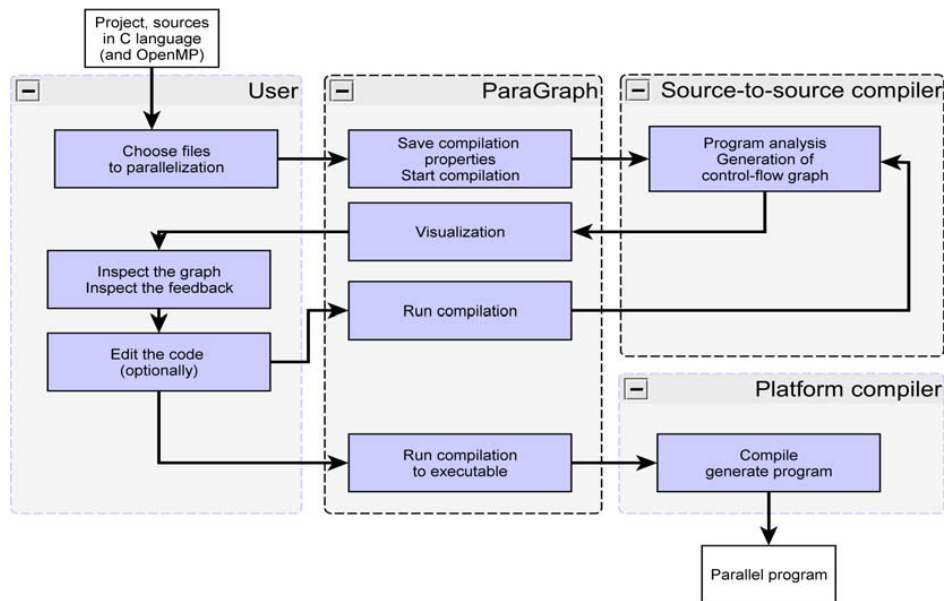 Project, sources
in C language
(and OpenMP)
User
ParaGraph
Source-to-source compiler
Choose files
to parallelization
Save compilation
properties
Start compilation
Program analysis
Generation of
control-flow graph
Visualization
Inspect the graph
Inspect the feedback
Run compilation
Edit the code
(optionally)
Platform compiler
Run compilation
to executable
Compile
generate program
Parallel program